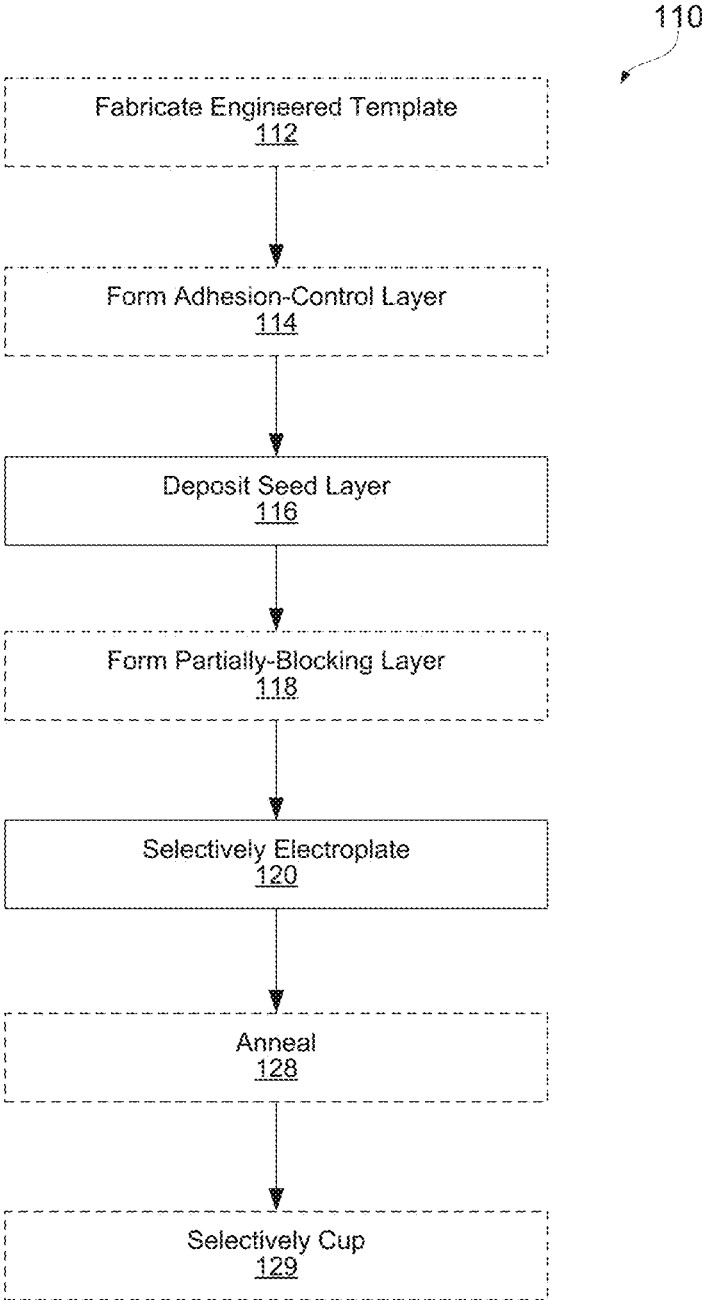 110
Fabricate Engineered Template
112
Form Adhesion-Control Layer
114
Deposit Seed Layer
116
Form Partially-Blocking Layer
118
Selectively Electroplate
120
Anneal
128
Selectively Cup
129